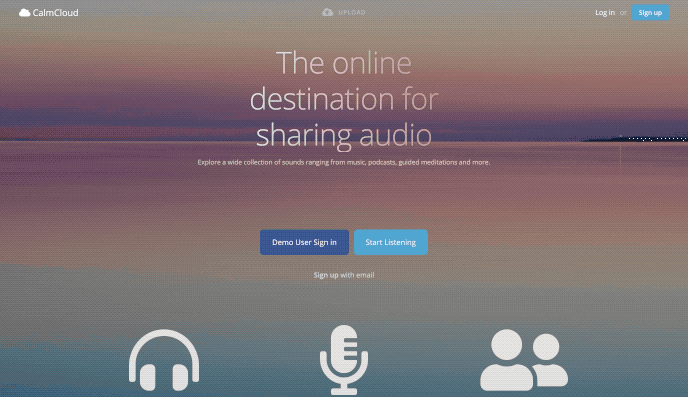 CalmCloud
UPLOAD
Log in or Sign up
The online
destination for
sharing audio
Explore a wide collection of sounds ranging from music, podcasts, guided meditations and more.
Demo User Sign in
Start Listening
Sign up with email